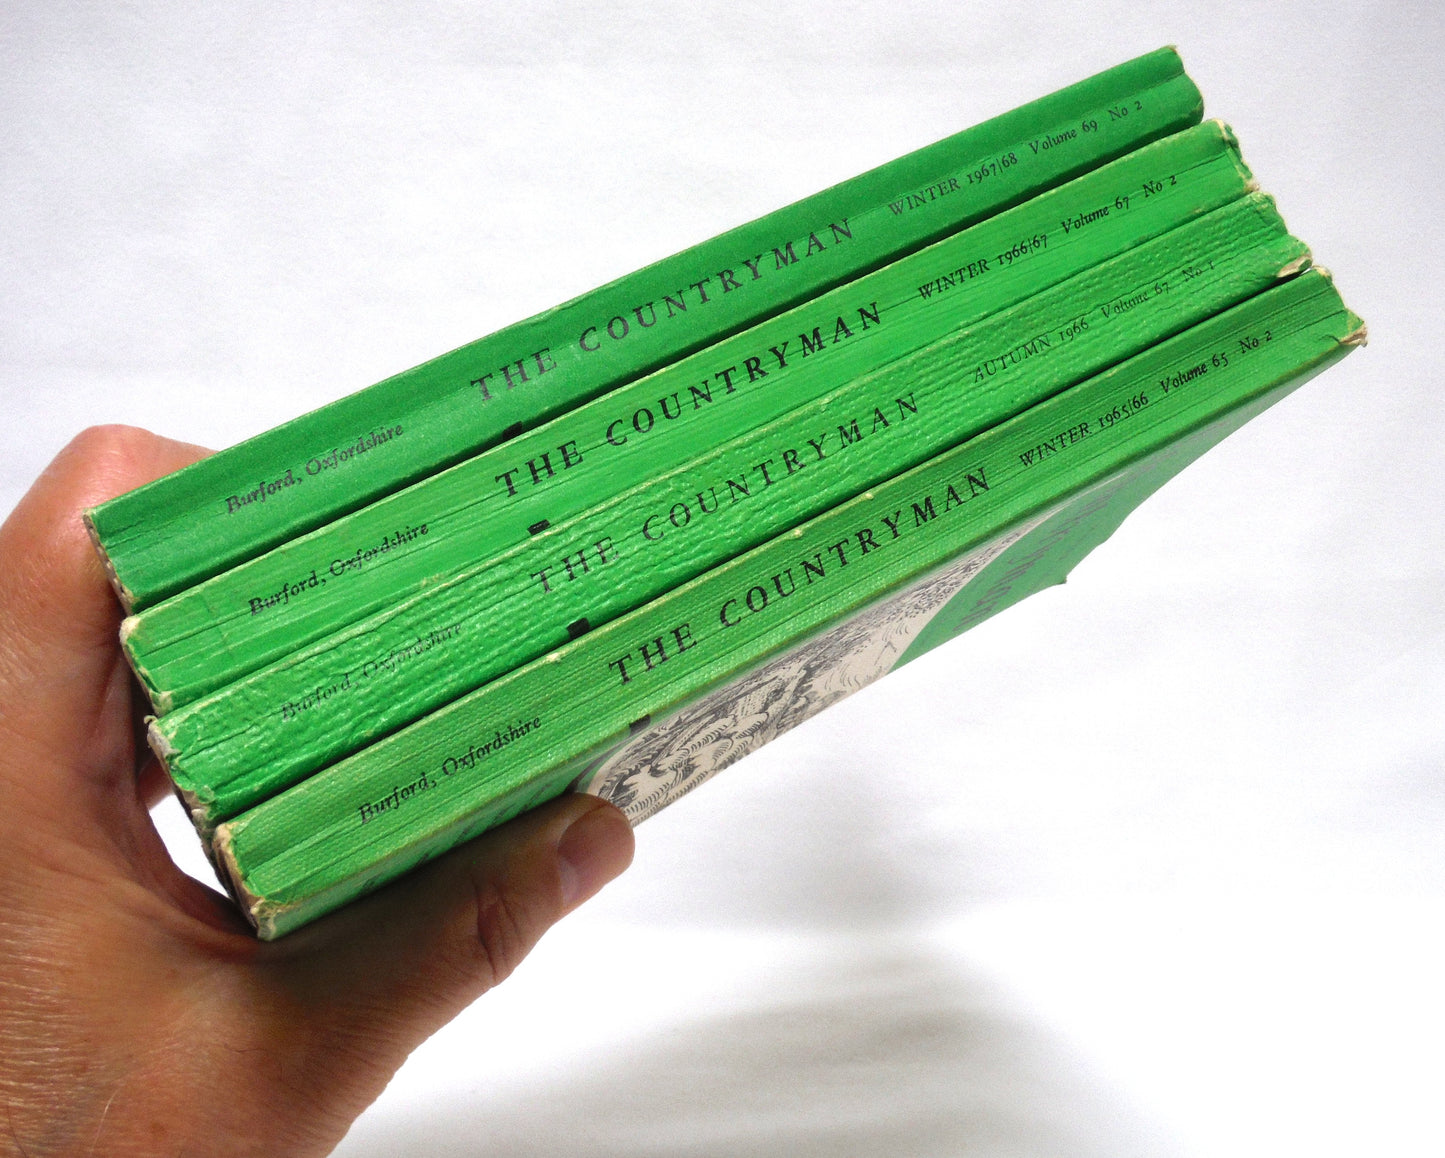 Burford, Oxfordshire THE COUNTRYMAN WINTER 1967/68 Volume 69 No 2
Burford, Oxfordshire THE COUNTRYMAN WINTER 1966/67 Volume 67 No 2
Burford, Oxfordshire THE COUNTRYMAN AUTUMN 1966 Volume 67 No 1
Burford, Oxfordshire THE COUNTRYMAN WINTER 1965/66 Volume 65 No 2